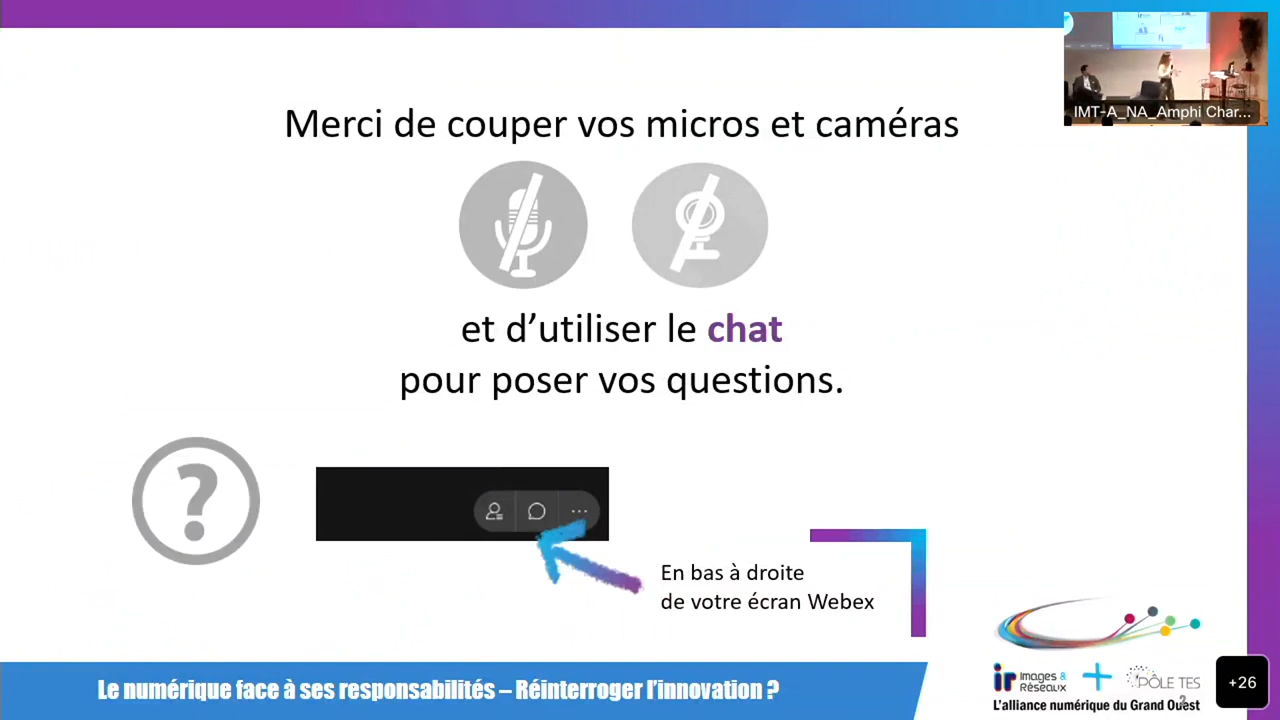 IMT-A_NA_Amphi Char...
Merci de couper vos micros et caméras
et d’utiliser le chat
pour poser vos questions.
?
En bas à droite
de votre écran Webex
Le numérique face à ses responsabilités – Réinterroger l’innovation ?
ir Images & Réseaux + PÔLE TES
L’alliance numérique du Grand Ouest
2
+26